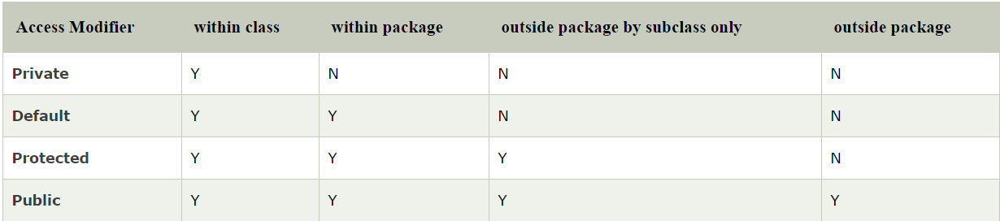 Access Modifier within class within package outside package by subclass only outside package
Private Y N N N
Default Y Y N N
Protected Y Y Y N
Public Y Y Y Y